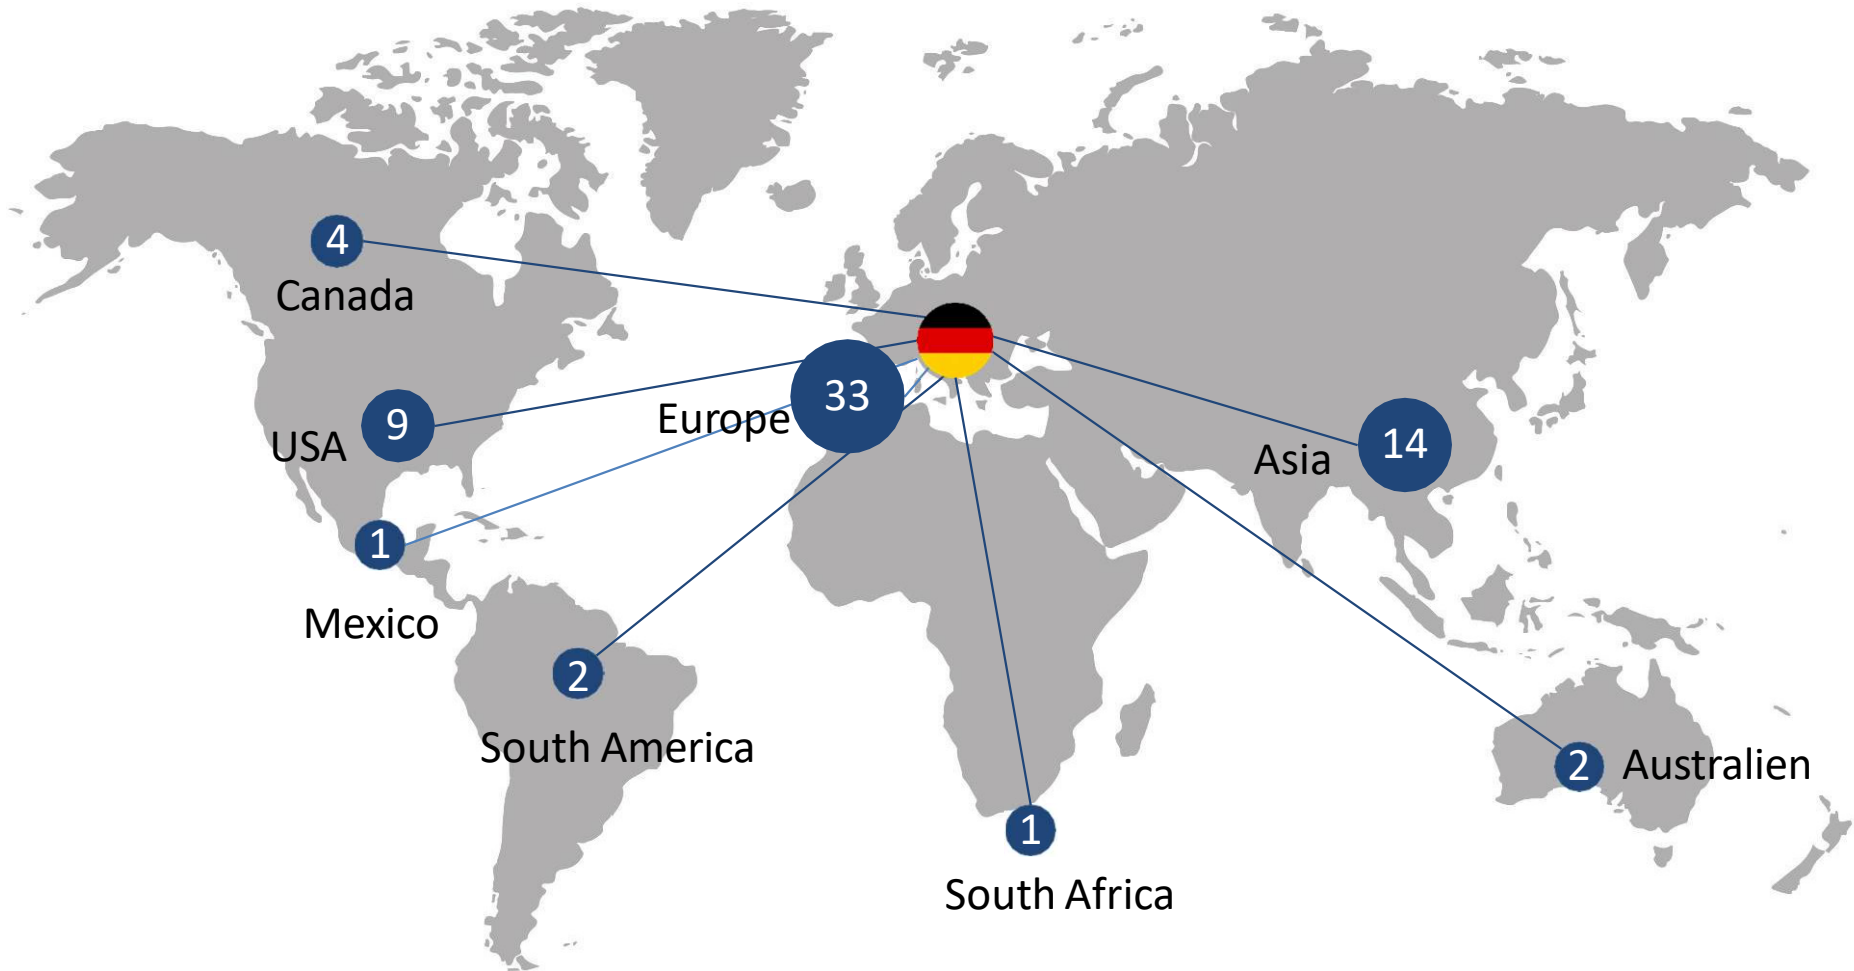 4
Canada
33
Europe
9
USA
14
Asia
1
Mexico
2
South America
2
Australien
1
South Africa